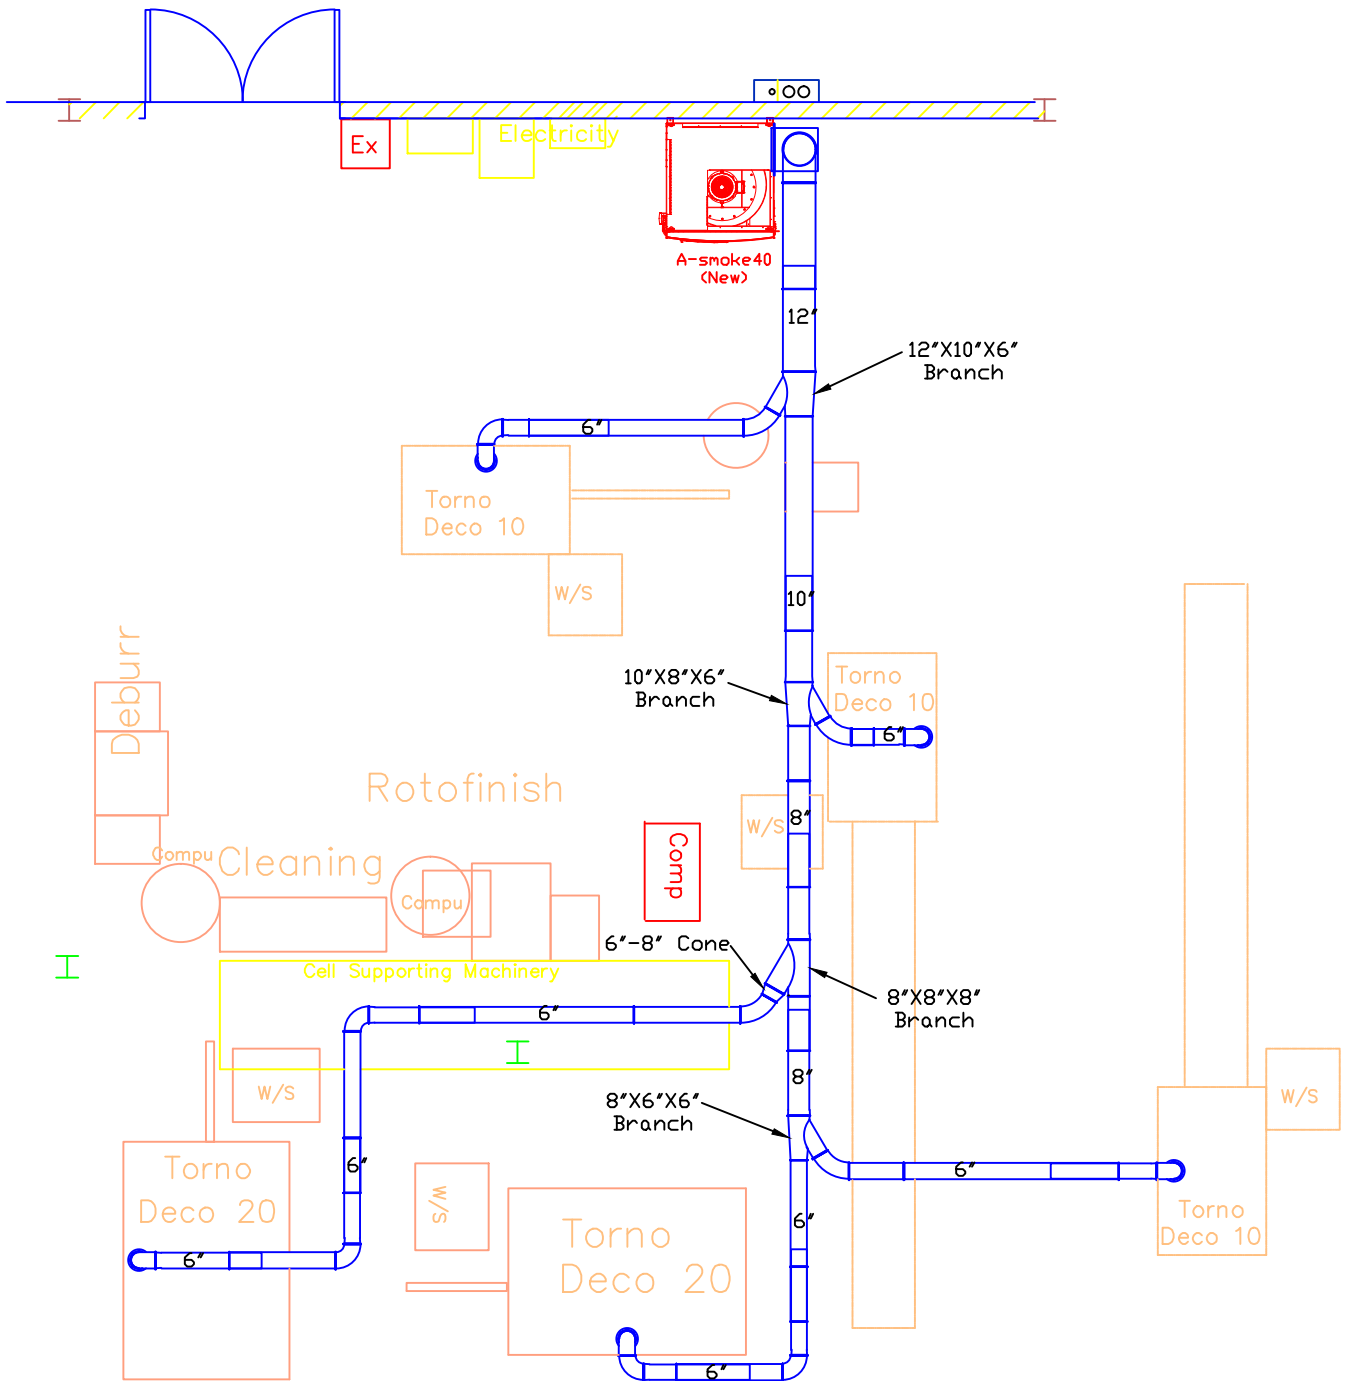 Electricity
Ex
A-smoke40
(New)
12"
12"X10"X6"
Branch
6"
Torno
Deco 10
W/S
10"
10"X8"X6"
Branch
Torno
Deco 10
6"
Deburr
Rotofinish
W/S
8"
Comp
Compu
Cleaning
Compu
6"-8" Cone
Cell Supporting Machinery
8"X8"X8"
Branch
6"
8"
W/S
8"X6"X6"
Branch
W/S
6"
6"
Torno
Deco 20
W/S
Torno
Deco 10
6"
Torno
Deco 20
6"
6"